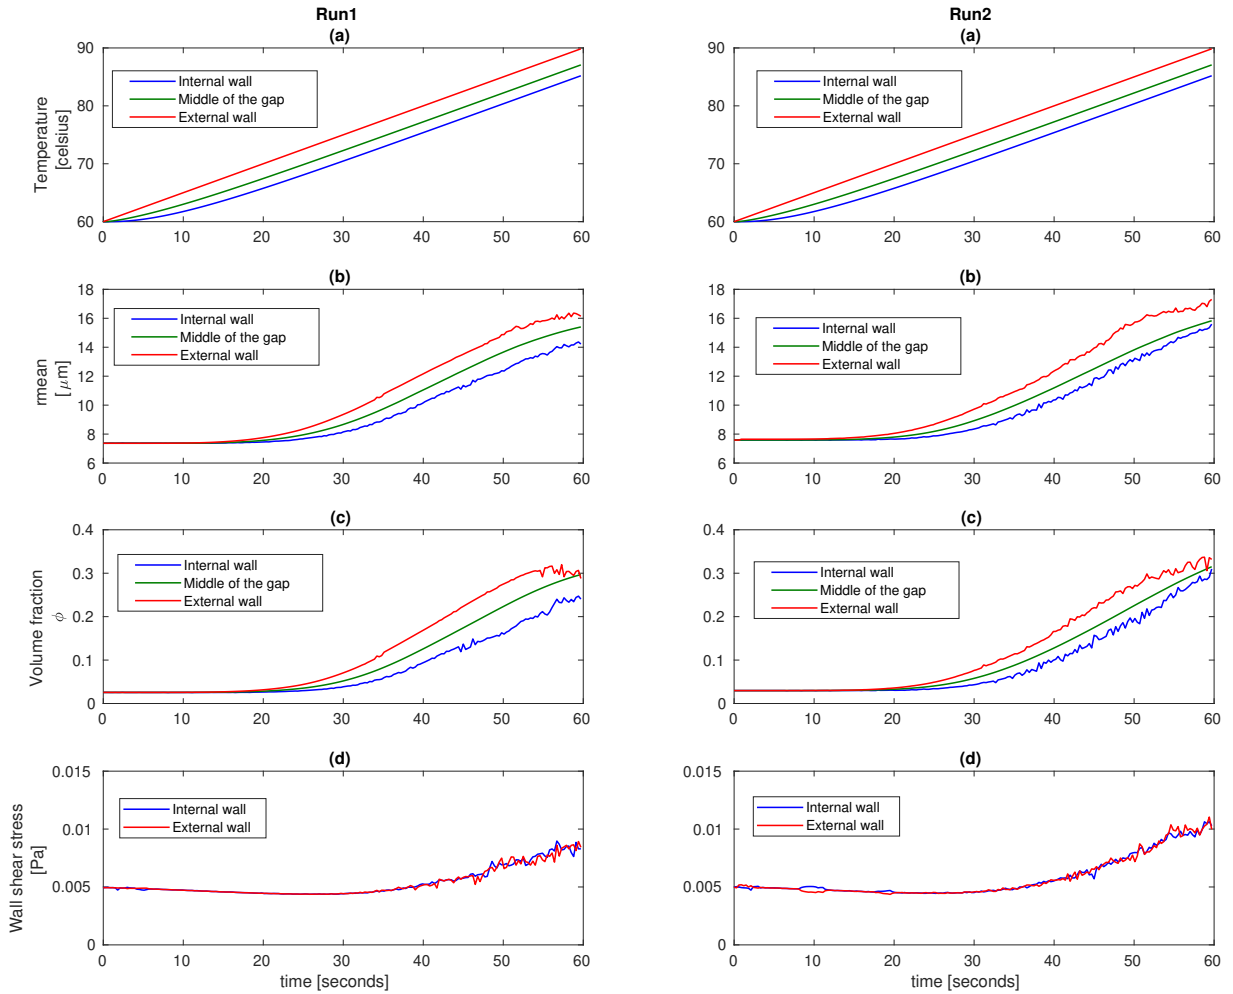 Run1
(a)
90
80
70
60
Temperature
[celsius]
Internal wall
Middle of the gap
External wall
0 10 20 30 40 50 60
(b)
18
16
14
12
10
8
6
rmean
[μm]
Internal wall
Middle of the gap
External wall
0 10 20 30 40 50 60
(c)
0.4
0.3
0.2
0.1
0
Volume fraction
ϕ
Internal wall
Middle of the gap
External wall
0 10 20 30 40 50 60
(d)
0.015
0.01
0.005
0
Wall shear stress
[Pa]
Internal wall
External wall
0 10 20 30 40 50 60
time [seconds]
Run2
(a)
90
80
70
60
Internal wall
Middle of the gap
External wall
0 10 20 30 40 50 60
(b)
18
16
14
12
10
8
6
Internal wall
Middle of the gap
External wall
0 10 20 30 40 50 60
(c)
0.4
0.3
0.2
0.1
0
Internal wall
Middle of the gap
External wall
0 10 20 30 40 50 60
(d)
0.015
0.01
0.005
0
Internal wall
External wall
0 10 20 30 40 50 60
time [seconds]